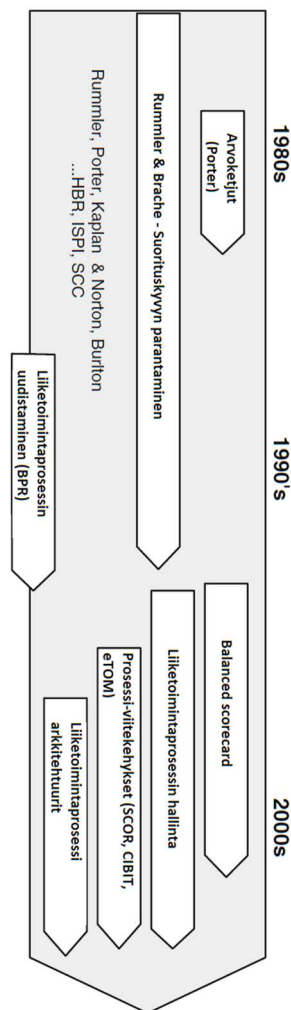 1980s
1990's
2000s
Arvoketjut
(Porter)
Balanced scorecard
Rummler & Brache - Suorituskyvyn parantaminen
Liiketoimintaprosessin hallinta
Rummler, Porter, Kaplan & Norton, Burlton
...HBR, ISPI, SCC
Prosessi-viitekehykset (SCOR, CIBIT,
eTOM)
Liiketoimintaprosessin
uudistaminen (BPR)
Liiketoimintaprosessi
arkkitehtuurit